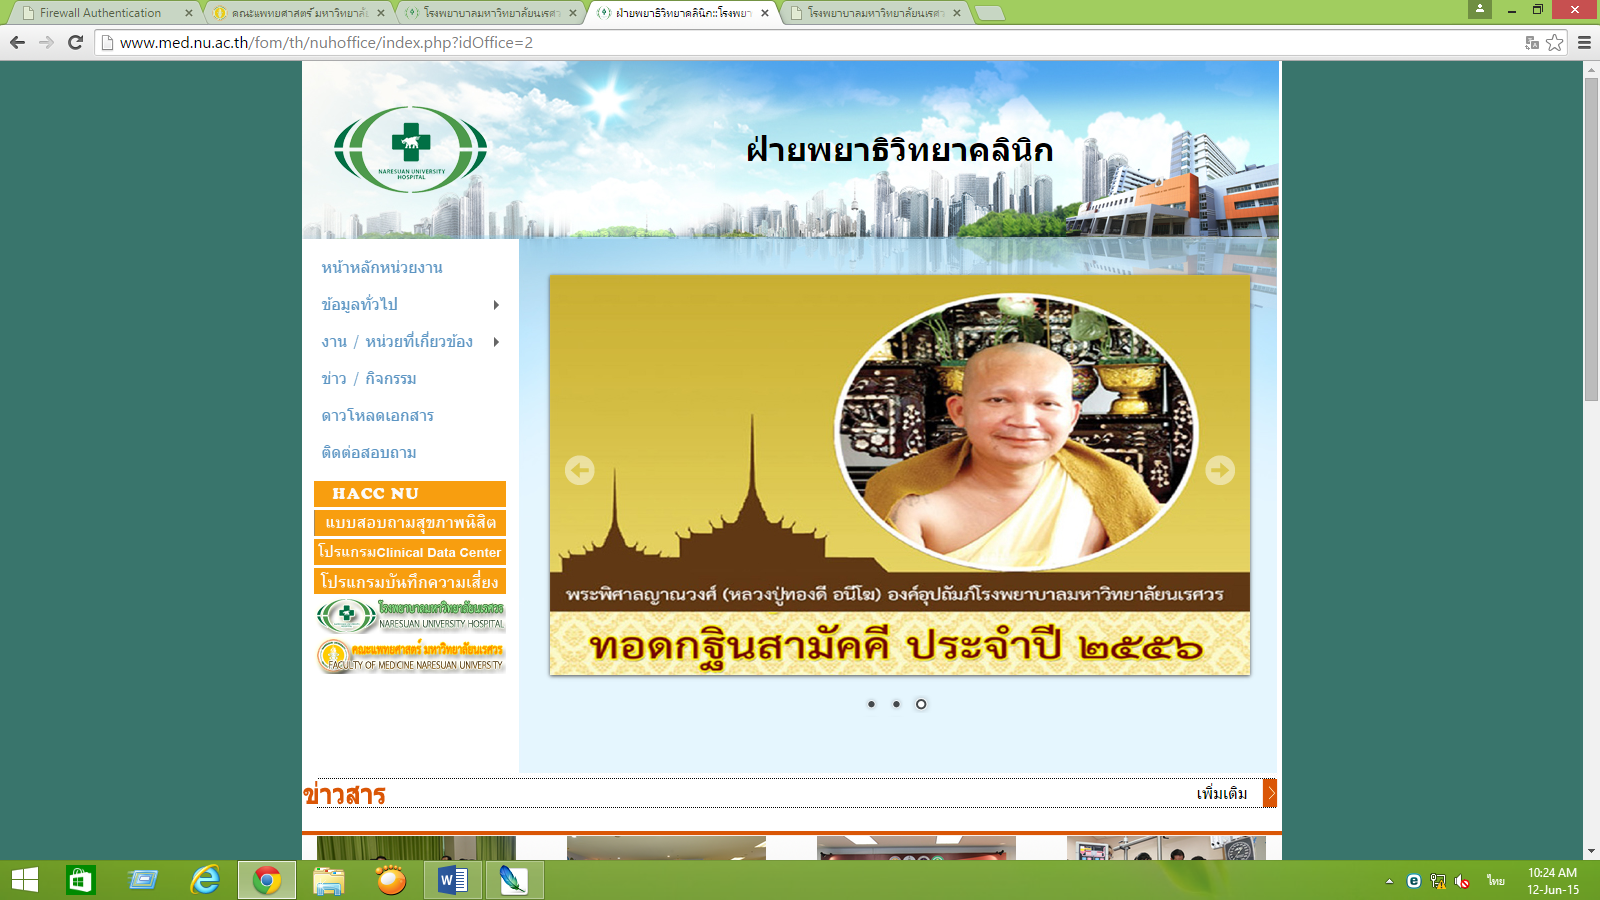 Firewall Authentication
คณะแพทยศาสตร์ มหาวิทยาลั
โรงพยาบาลมหาวิทยาลัยนเรศ
ฝ่ายพยาธิวิทยาคลินิก::โรงพยา
โรงพยาบาลมหาวิทยาลัยนเรศ
www.med.nu.ac.th/fom/th/nuhoffice/index.php?idOffice=2
NARESUAN UNIVERSITY
HOSPITAL
ฝ่ายพยาธิวิทยาคลินิก
หน้าหลักหน่วยงาน
ข้อมูลทั่วไป
งาน / หน่วยที่เกี่ยวข้อง
ข่าว / กิจกรรม
ดาวโหลดเอกสาร
ติดต่อสอบถาม
HACC NU
แบบสอบถามสุขภาพนิสิต
โปรแกรมClinical Data Center
โปรแกรมบันทึกความเสี่ยง
โรงพยาบาลมหาวิทยาลัยนเรศวร
NARESUAN UNIVERSITY HOSPITAL
คณะแพทยศาสตร์ มหาวิทยาลัยนเรศวร
FACULTY OF MEDICINE NARESUAN UNIVERSITY
พระพิศาลญาณวงศ์ (หลวงปู่ทองดี อนีโฆ) องค์อุปถัมภ์โรงพยาบาลมหาวิทยาลัยนเรศวร
ทอดกฐินสามัคคี ประจำปี ๒๕๕๖
ข่าวสาร
เพิ่มเติม
ไทย
10:24 AM
12-Jun-15